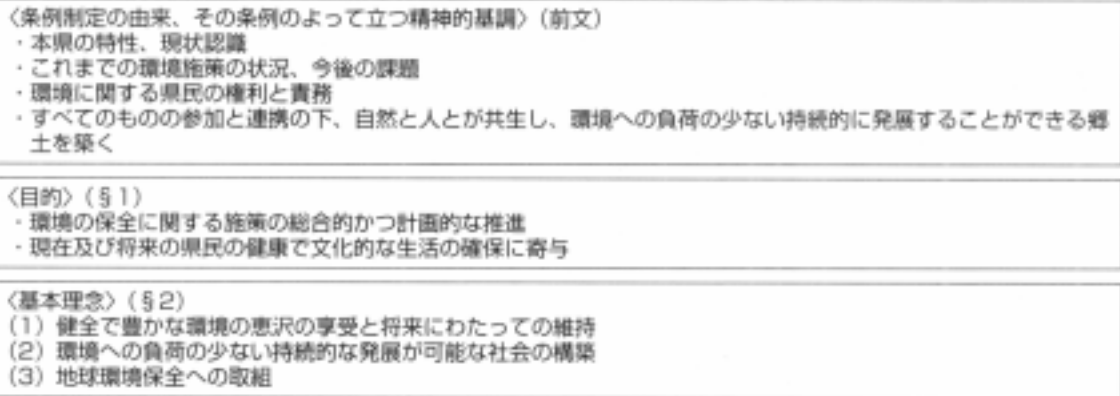 〈条例制定の由来、その条例のよって立つ精神的基調〉(前文)
・本県の特性、現状認識
・これまでの環境施策の状況、今後の課題
・環境に関する県民の権利と責務
・すべてのものの参加と連携の下、自然と人とが共生し、環境への負荷の少ない持続的に発展することができる郷
土を築く
〈目的〉(§1)
・環境の保全に関する施策の総合的かつ計画的な推進
・現在及び将来の県民の健康で文化的な生活の確保に寄与
〈基本理念〉(§2)
(1) 健全で豊かな環境の恵沢の享受と将来にわたっての維持
(2) 環境への負荷の少ない持続的な発展が可能な社会の構築
(3) 地球環境保全への取組